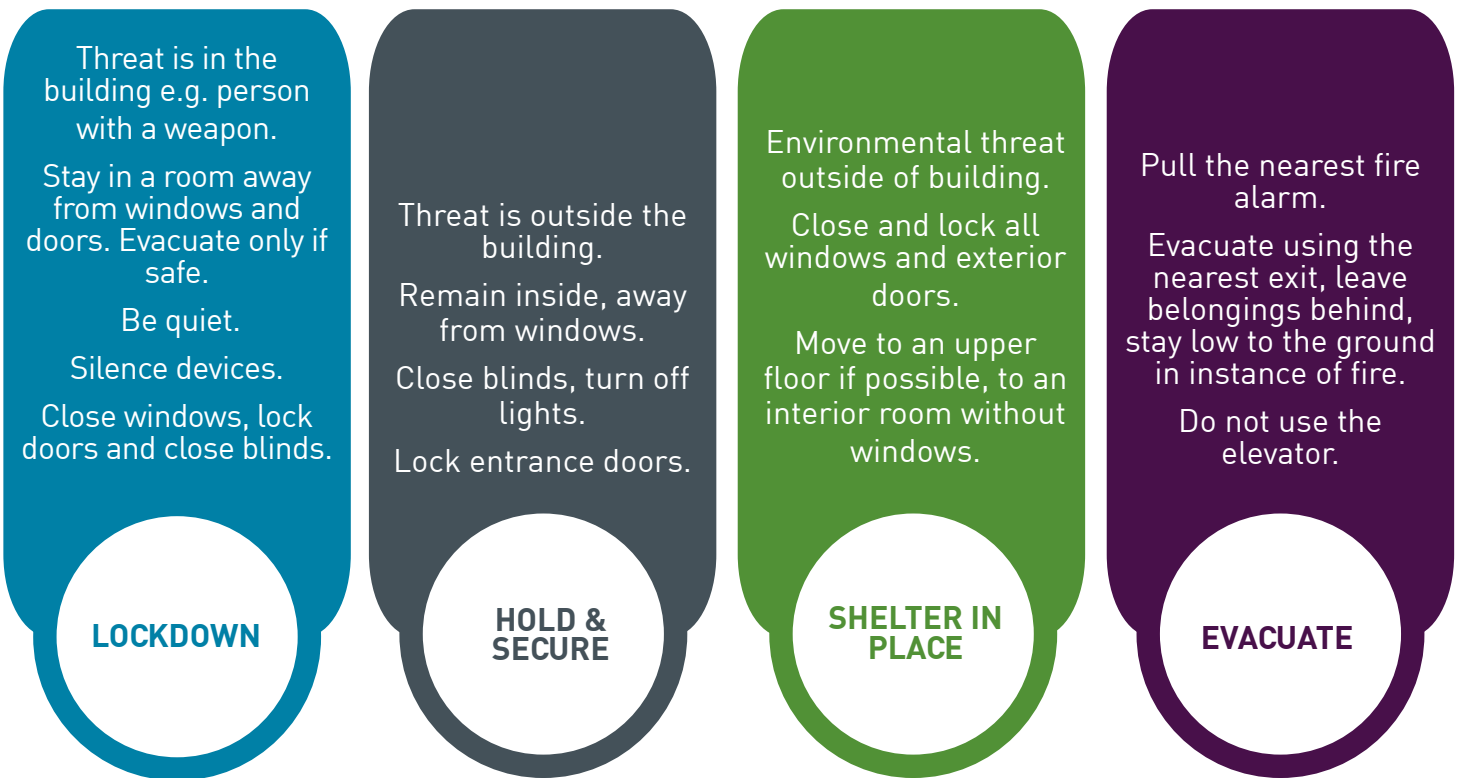 Threat is in the
building e.g. person
with a weapon.
Stay in a room away
from windows and
doors. Evacuate only if
safe.
Be quiet.
Silence devices.
Close windows, lock
doors and close blinds.
LOCKDOWN
Threat is outside the
building.
Remain inside, away
from windows.
Close blinds, turn off
lights.
Lock entrance doors.
HOLD &
SECURE
Environmental threat
outside of building.
Close and lock all
windows and exterior
doors.
Move to an upper
floor if possible, to an
interior room without
windows.
SHELTER IN
PLACE
Pull the nearest fire
alarm.
Evacuate using the
nearest exit, leave
belongings behind,
stay low to the ground
in instance of fire.
Do not use the
elevator.
EVACUATE